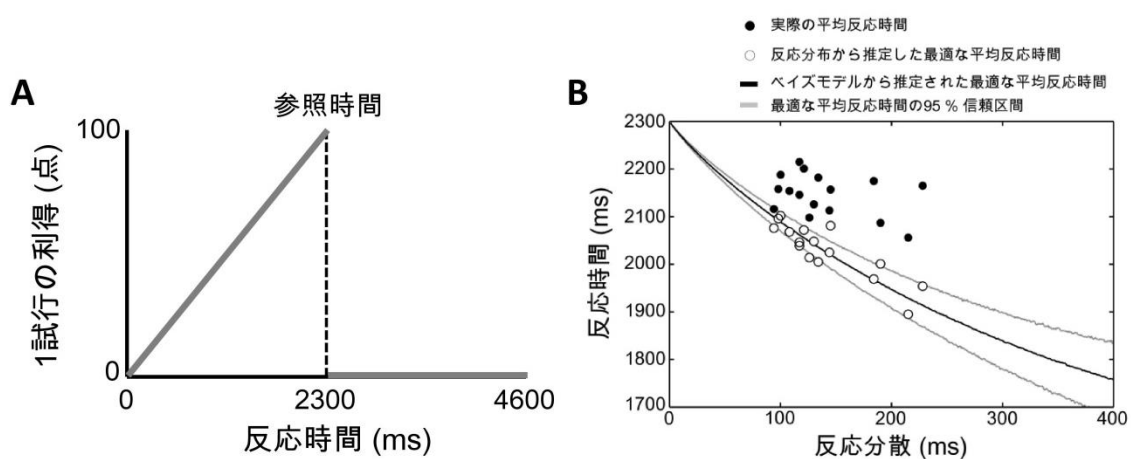 A
参照時間
100
1試行の利得 (点)
0
0
2300
4600
反応時間 (ms)
実際の平均反応時間
反応分布から推定した最適な平均反応時間
ベイズモデルから推定された最適な平均反応時間
最適な平均反応時間の95 % 信頼区間
B
2300
2200
2100
2000
1900
1800
1700
反応時間 (ms)
0
100
200
300
400
反応分散 (ms)